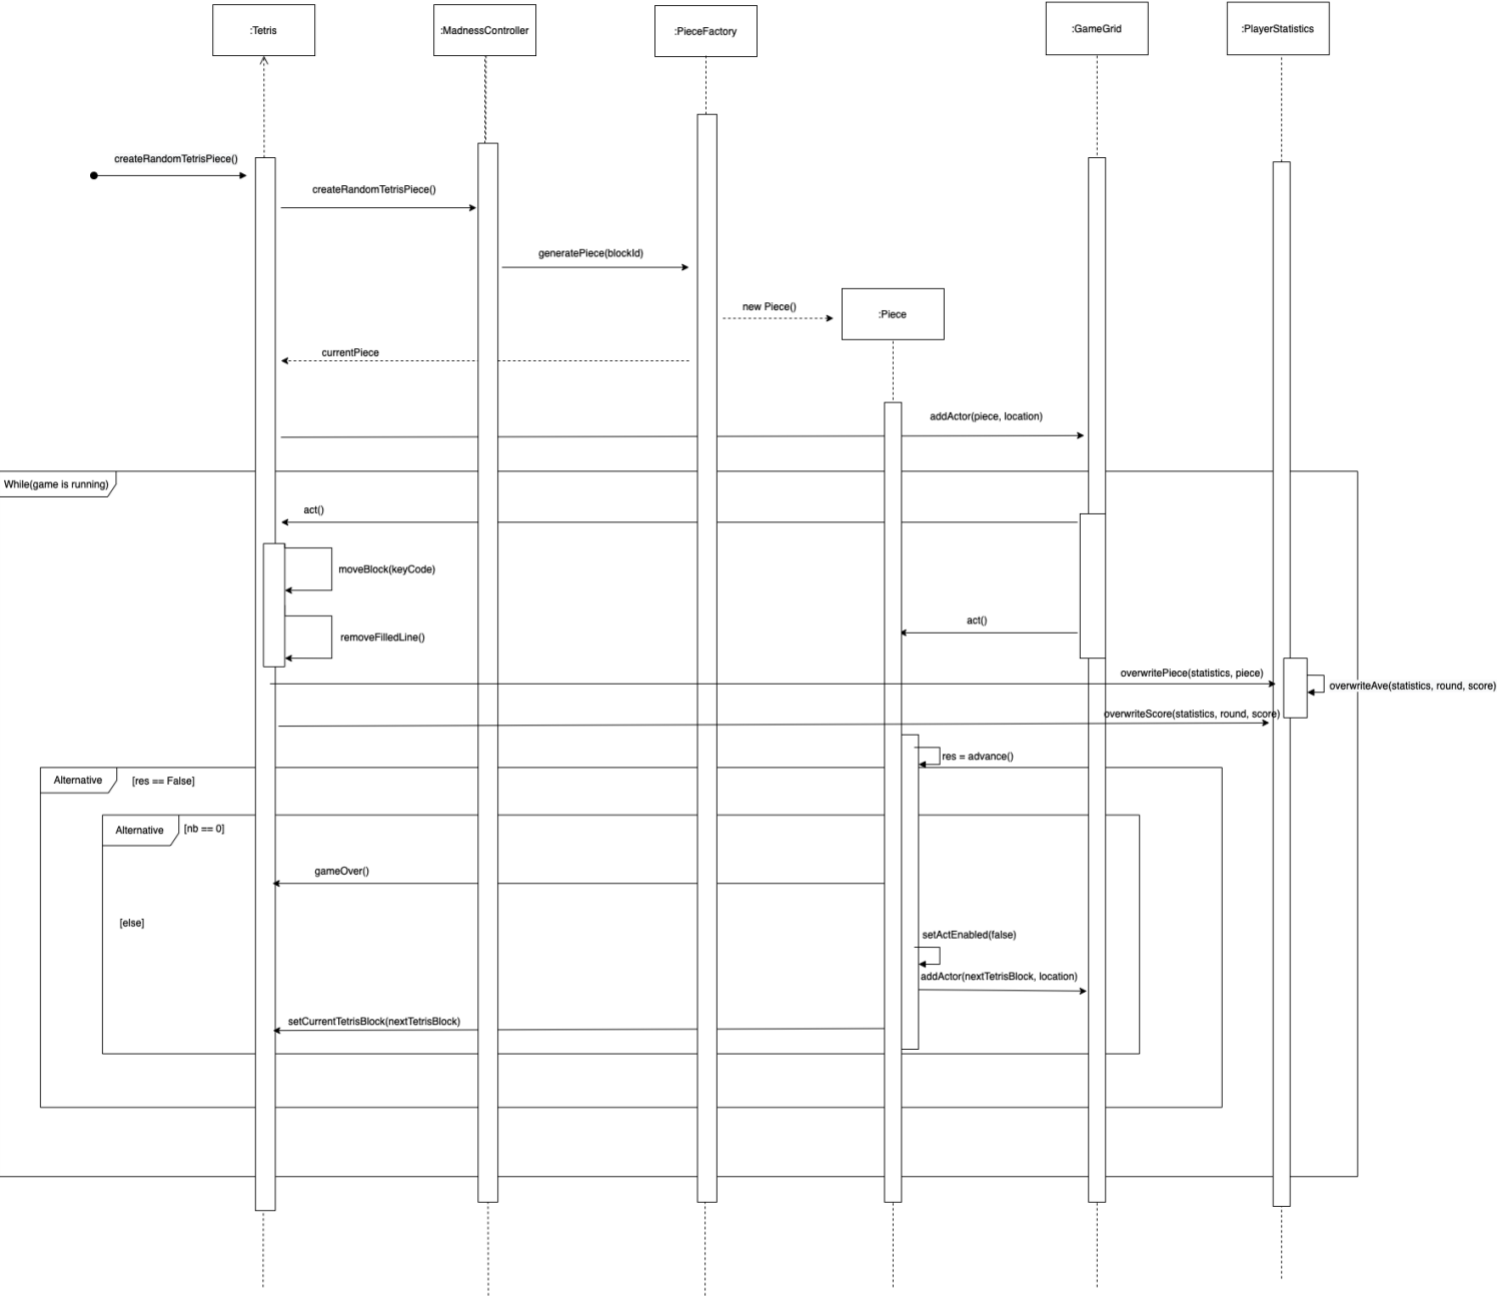 :Tetris
:MadnessController
:PieceFactory
:GameGrid
:PlayerStatistics
createRandomTetrisPiece()
createRandomTetrisPiece()
generatePiece(blockId)
new Piece()
:Piece
currentPiece
addActor(piece, location)
While(game is running)
act()
moveBlock(keyCode)
act()
removeFilledLine()
overwritePiece(statistics, piece)
overwriteAve(statistics, round, score)
overwriteScore(statistics, round, score)
res = advance()
Alternative
[res == False]
Alternative
[nb == 0]
gameOver()
[else]
setActEnabled(false)
addActor(nextTetrisBlock, location)
setCurrentTetrisBlock(nextTetrisBlock)